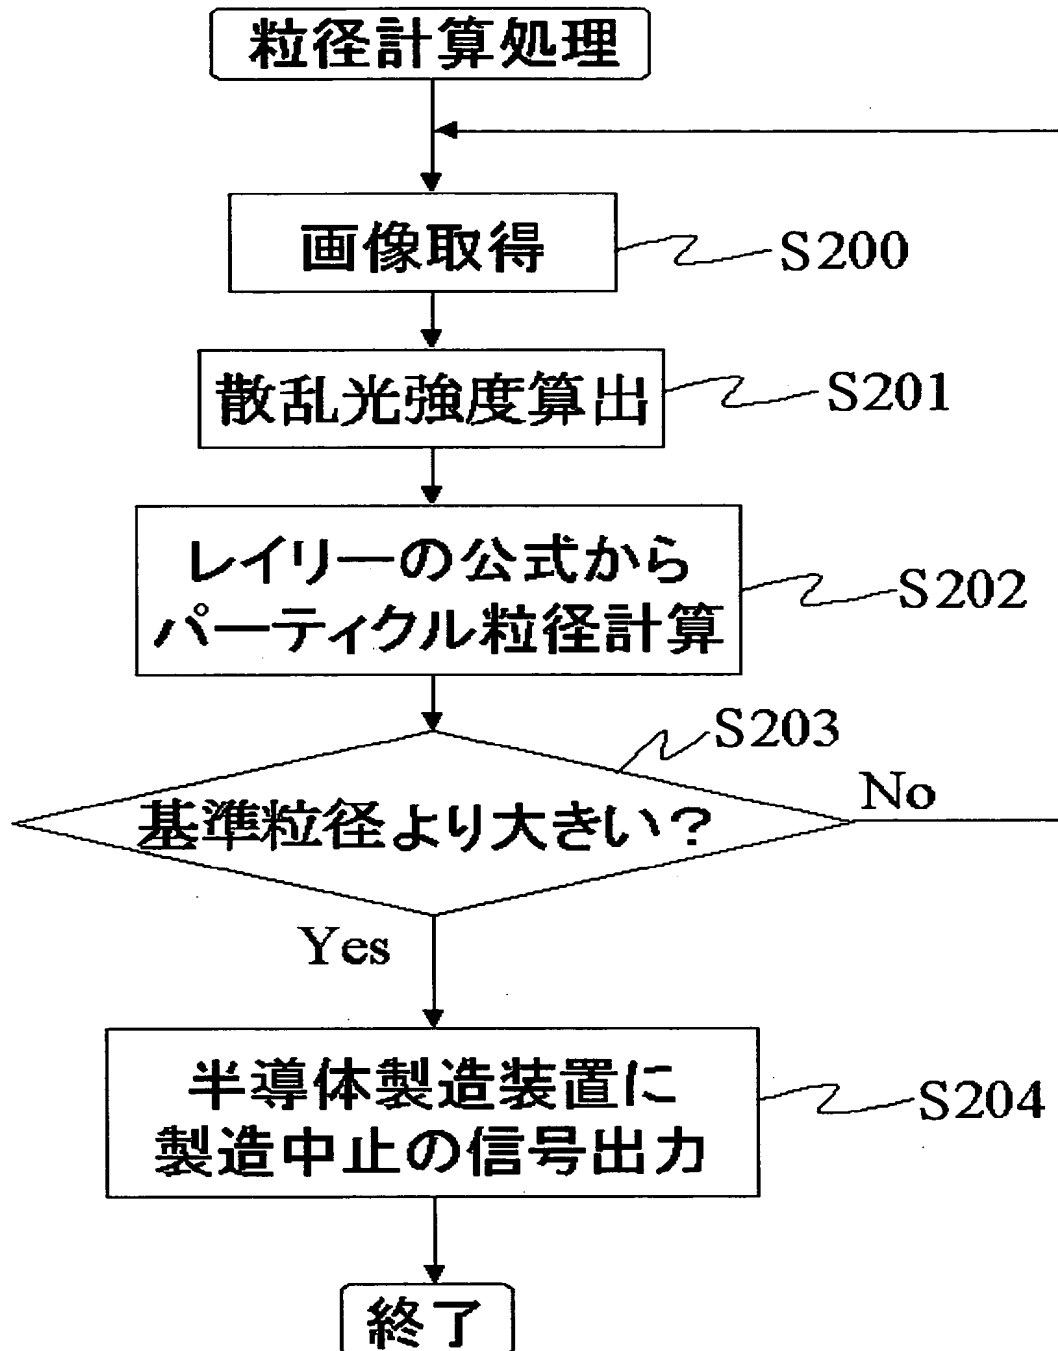 粒径計算処理
画像取得
S200
散乱光強度算出
S201
レイリーの公式から
パーティクル粒径計算
S202
S203
基準粒径より大きい?
No
Yes
半導体製造装置に
製造中止の信号出力
S204
終了